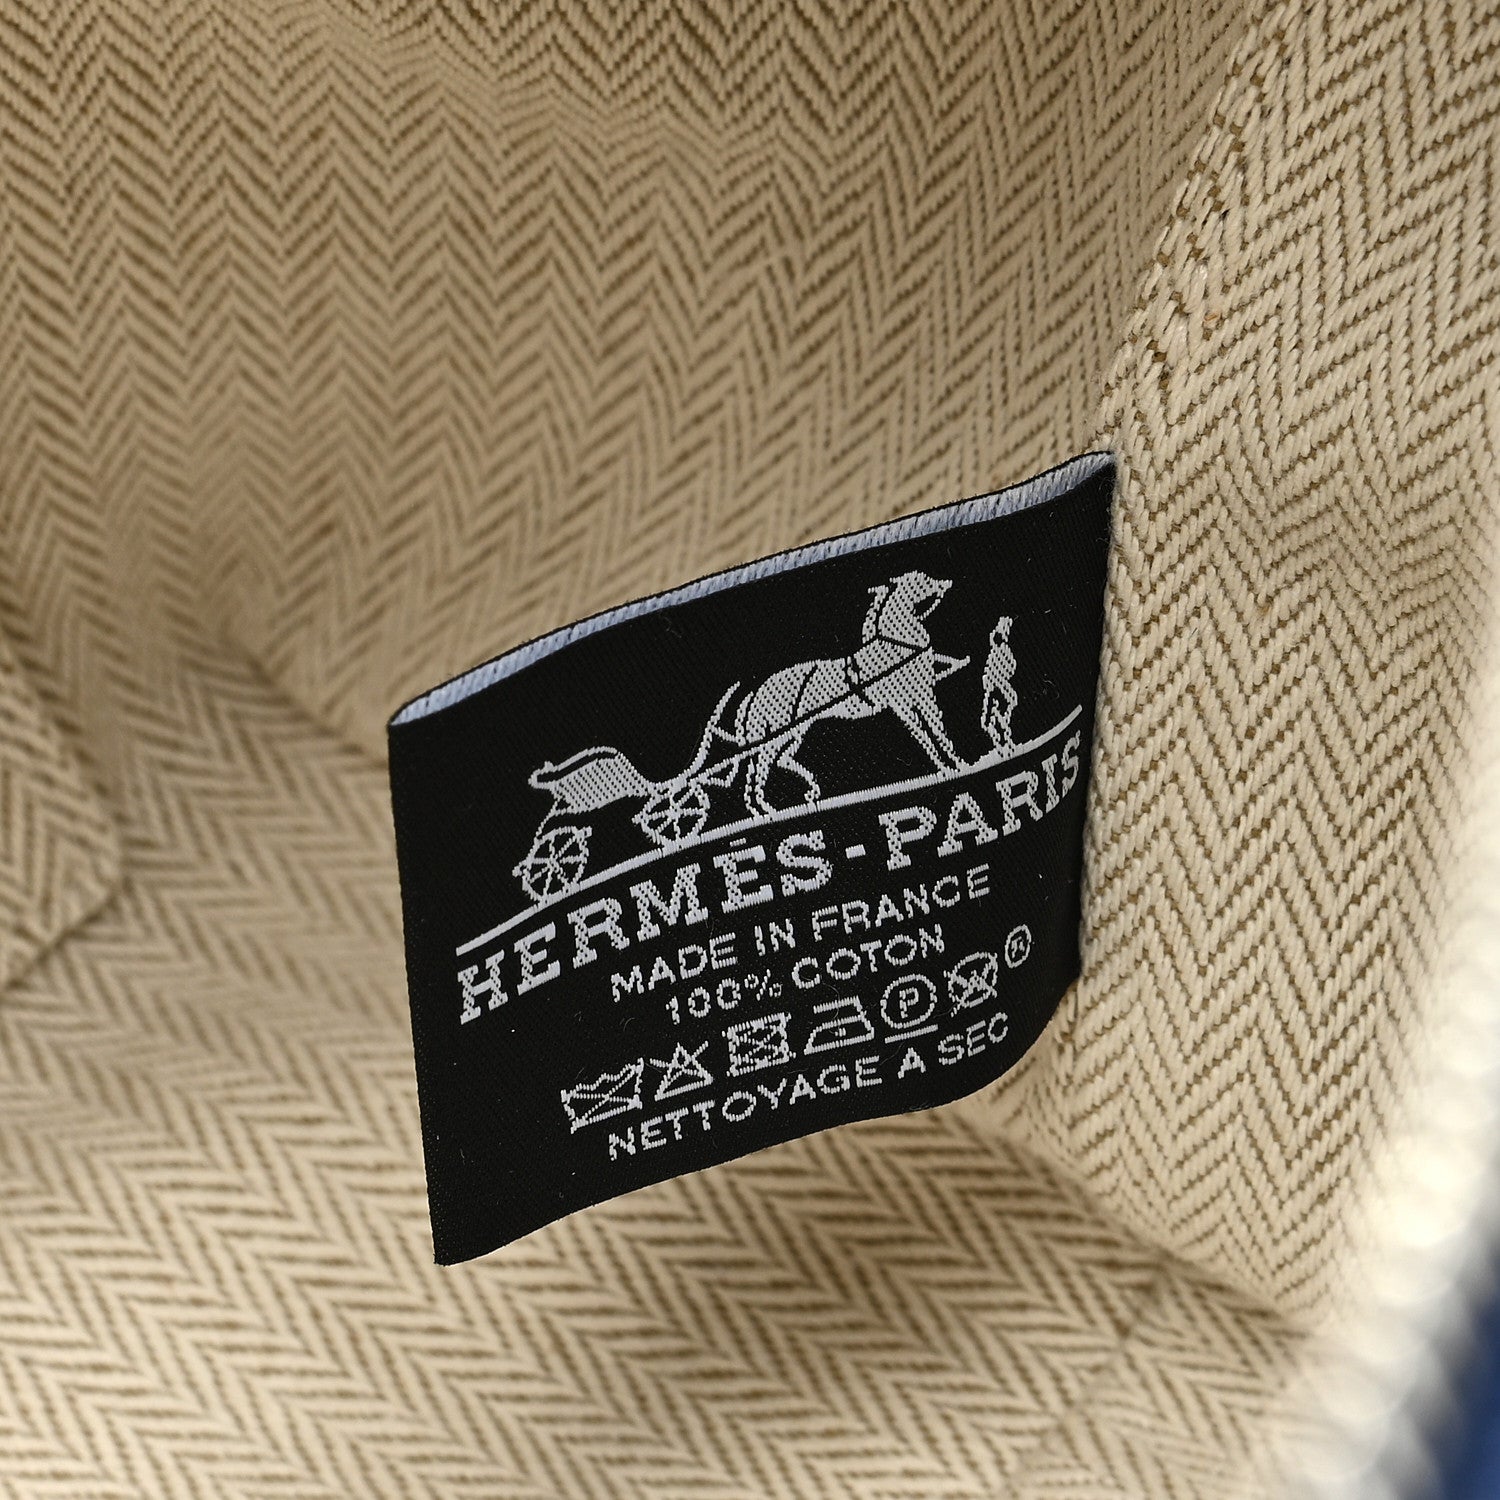 HERMÈS-PARIS
MADE IN FRANCE
100% COTON
P ®
NETTOYAGE A SEC